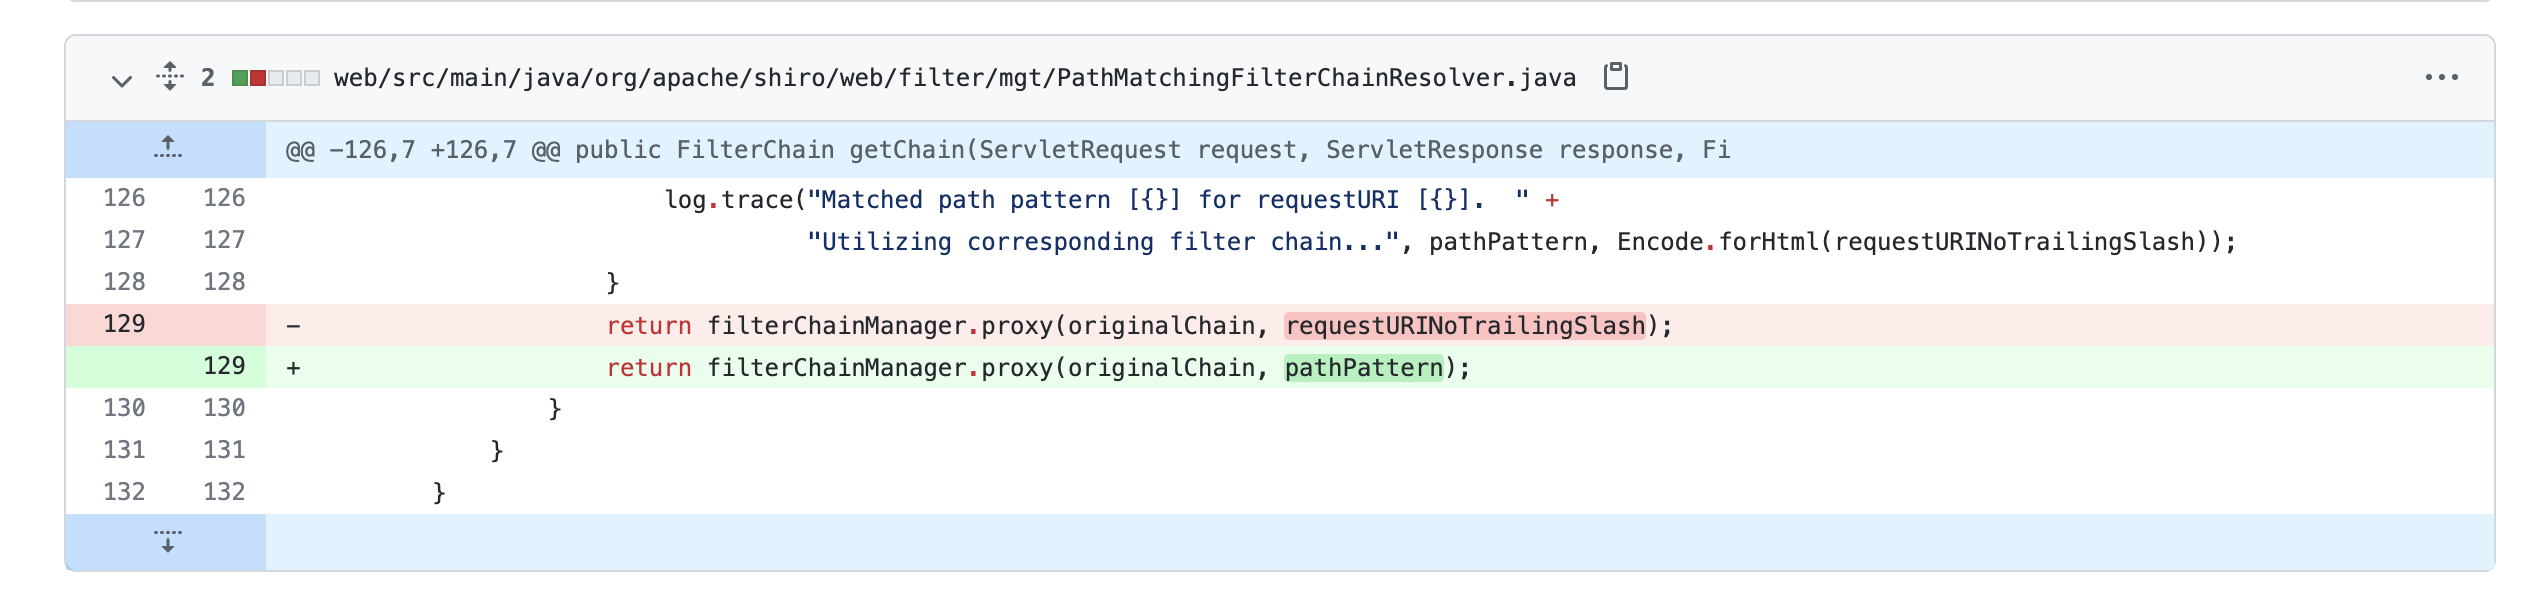 2 web/src/main/java/org/apache/shiro/web/filter/mgt/PathMatchingFilterChainResolver.java
@@ -126,7 +126,7 @@ public FilterChain getChain(ServletRequest request, ServletResponse response, Fi
126 126 log.trace("Matched path pattern [{}] for requestURI [{}].  " +
127 127 "Utilizing corresponding filter chain...", pathPattern, Encode.forHtml(requestURINoTrailingSlash));
128 128 }
129 - return filterChainManager.proxy(originalChain, requestURINoTrailingSlash);
129 + return filterChainManager.proxy(originalChain, pathPattern);
130 130 }
131 131 }
132 132 }